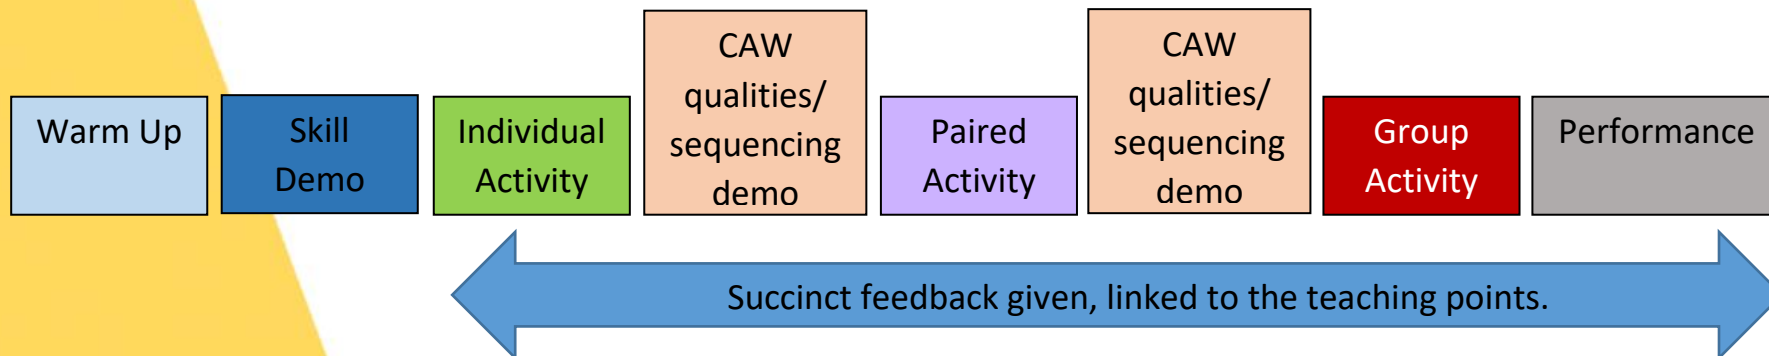 Warm Up
Skill
Demo
Individual
Activity
CAW
qualities/
sequencing
demo
Paired
Activity
CAW
qualities/
sequencing
demo
Group
Activity
Performance
Succinct feedback given, linked to the teaching points.